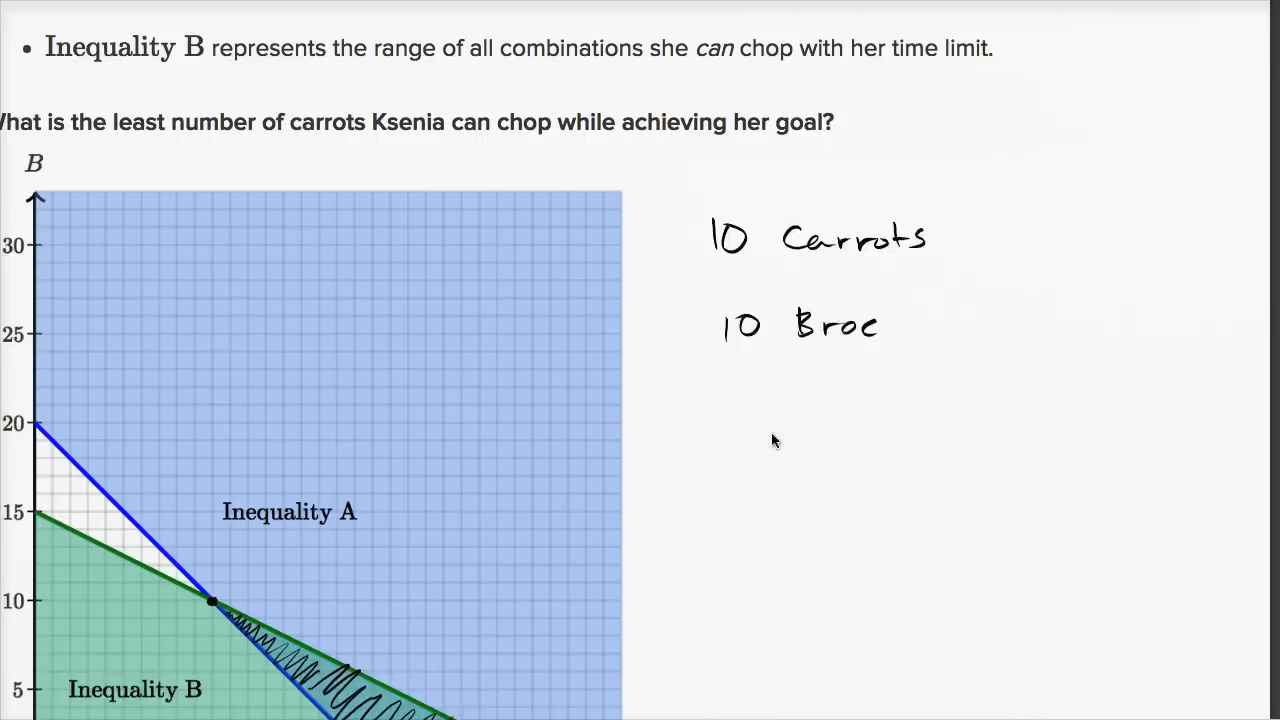 • Inequality B represents the range of all combinations she can chop with her time limit.
hat is the least number of carrots Ksenia can chop while achieving her goal?
B
30
10 Carrots
10 Broc
25
20
15
Inequality A
10
5
Inequality B